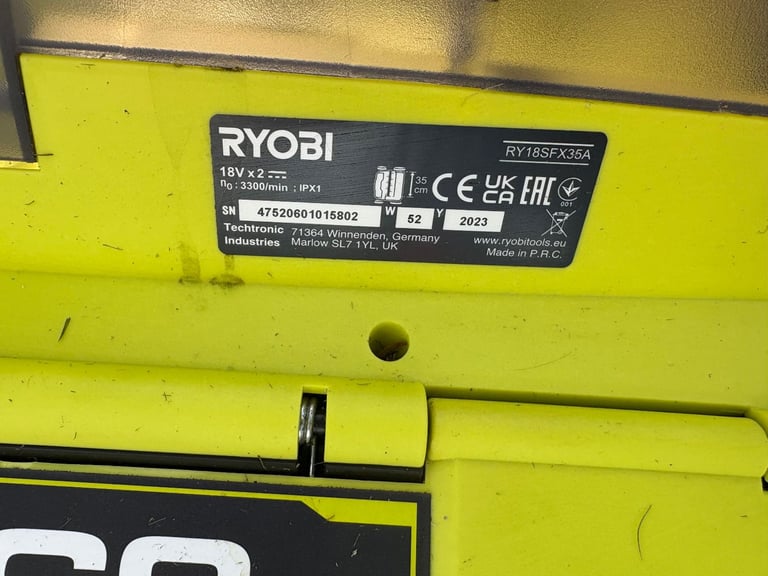 RYOBI
RY18SFX35A
18V x 2
n₀ : 3300/min ; IPX1
35 cm
CE UK CA EAC
001
SN 47520601015802 W 52 Y 2023
Techtronic 71364 Winnenden, Germany
Industries Marlow SL7 1YL, UK
www.ryobitools.eu
Made in P.R.C.